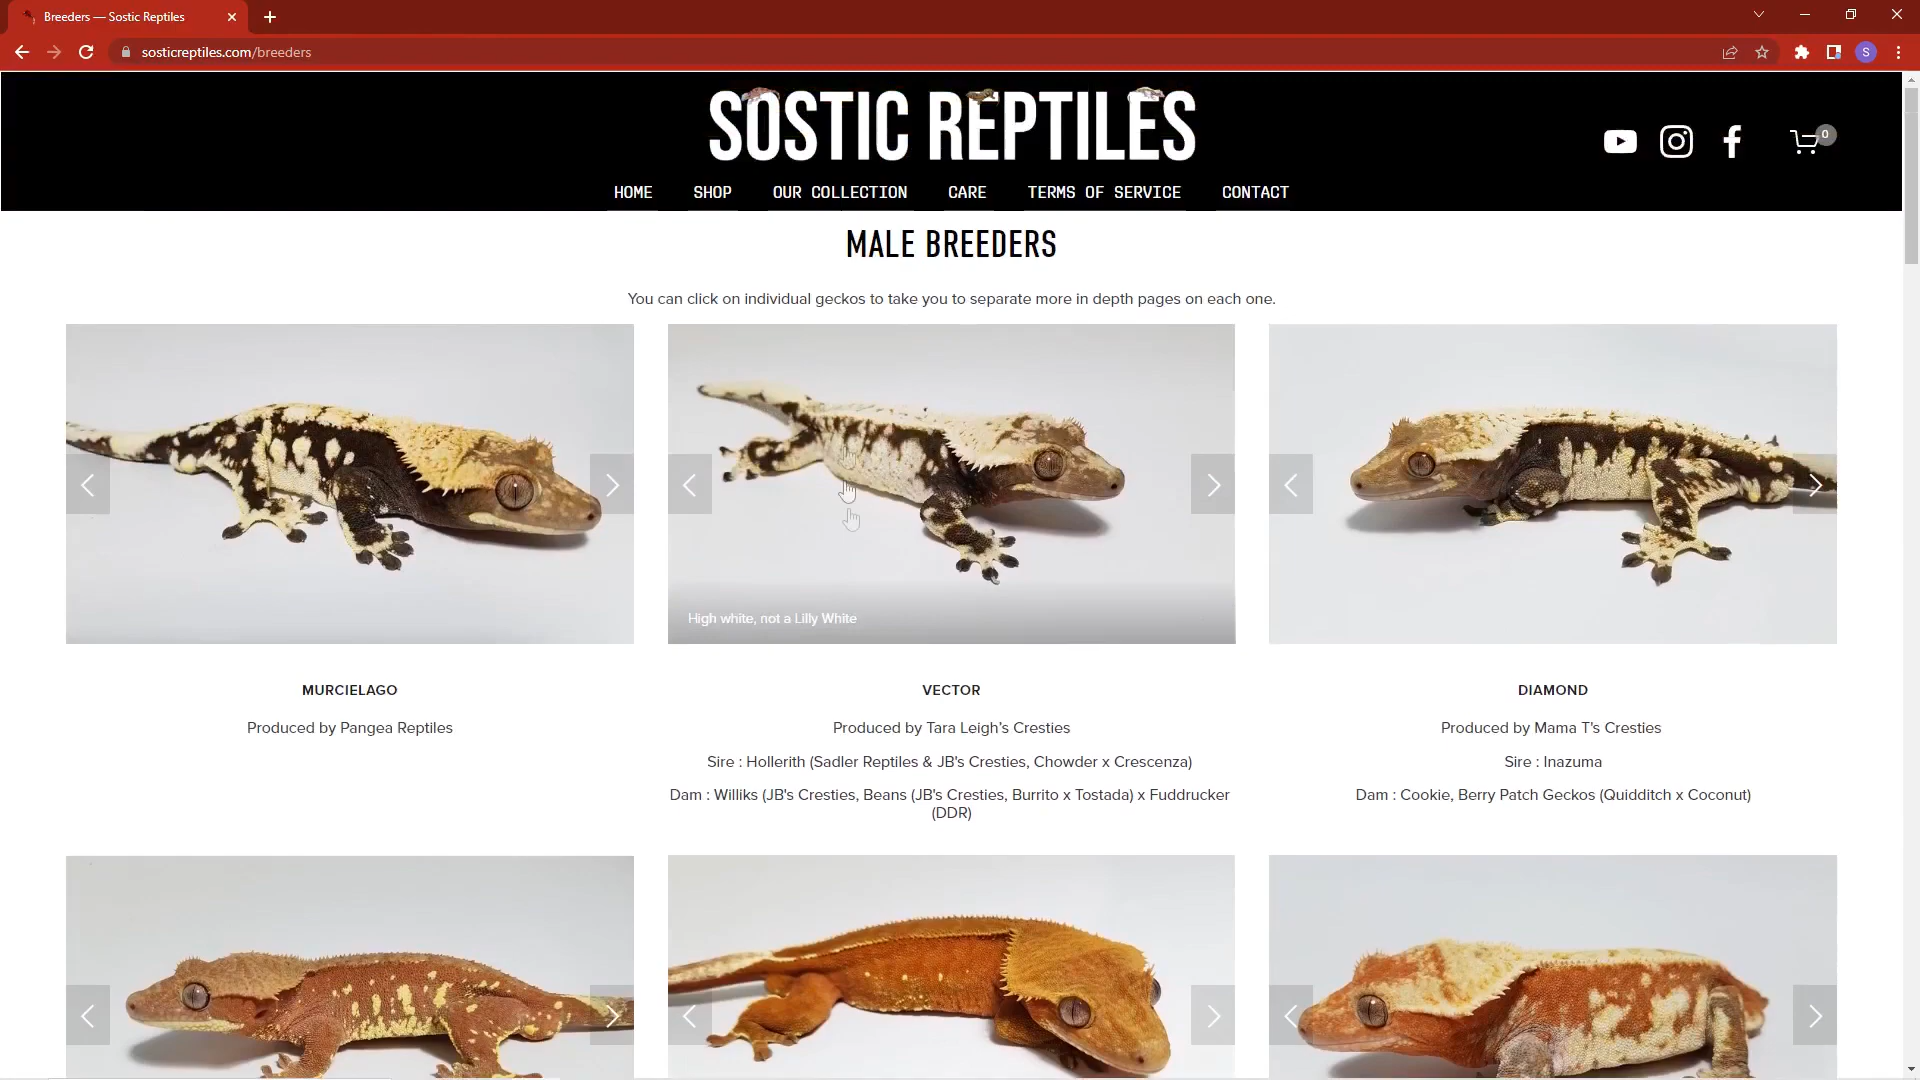 Breeders — Sostic Reptiles
sosticreptiles.com/breeders
S
SOSTIC REPTILES
0
HOME SHOP OUR COLLECTION CARE TERMS OF SERVICE CONTACT
MALE BREEDERS
You can click on individual geckos to take you to separate more in depth pages on each one.
High white, not a Lilly White
MURCIELAGO
Produced by Pangea Reptiles
VECTOR
Produced by Tara Leigh’s Cresties
Sire : Hollerith (Sadler Reptiles & JB's Cresties, Chowder x Crescenza)
Dam : Williks (JB's Cresties, Beans (JB's Cresties, Burrito x Tostada) x Fuddrucker
(DDR)
DIAMOND
Produced by Mama T's Cresties
Sire : Inazuma
Dam : Cookie, Berry Patch Geckos (Quidditch x Coconut)